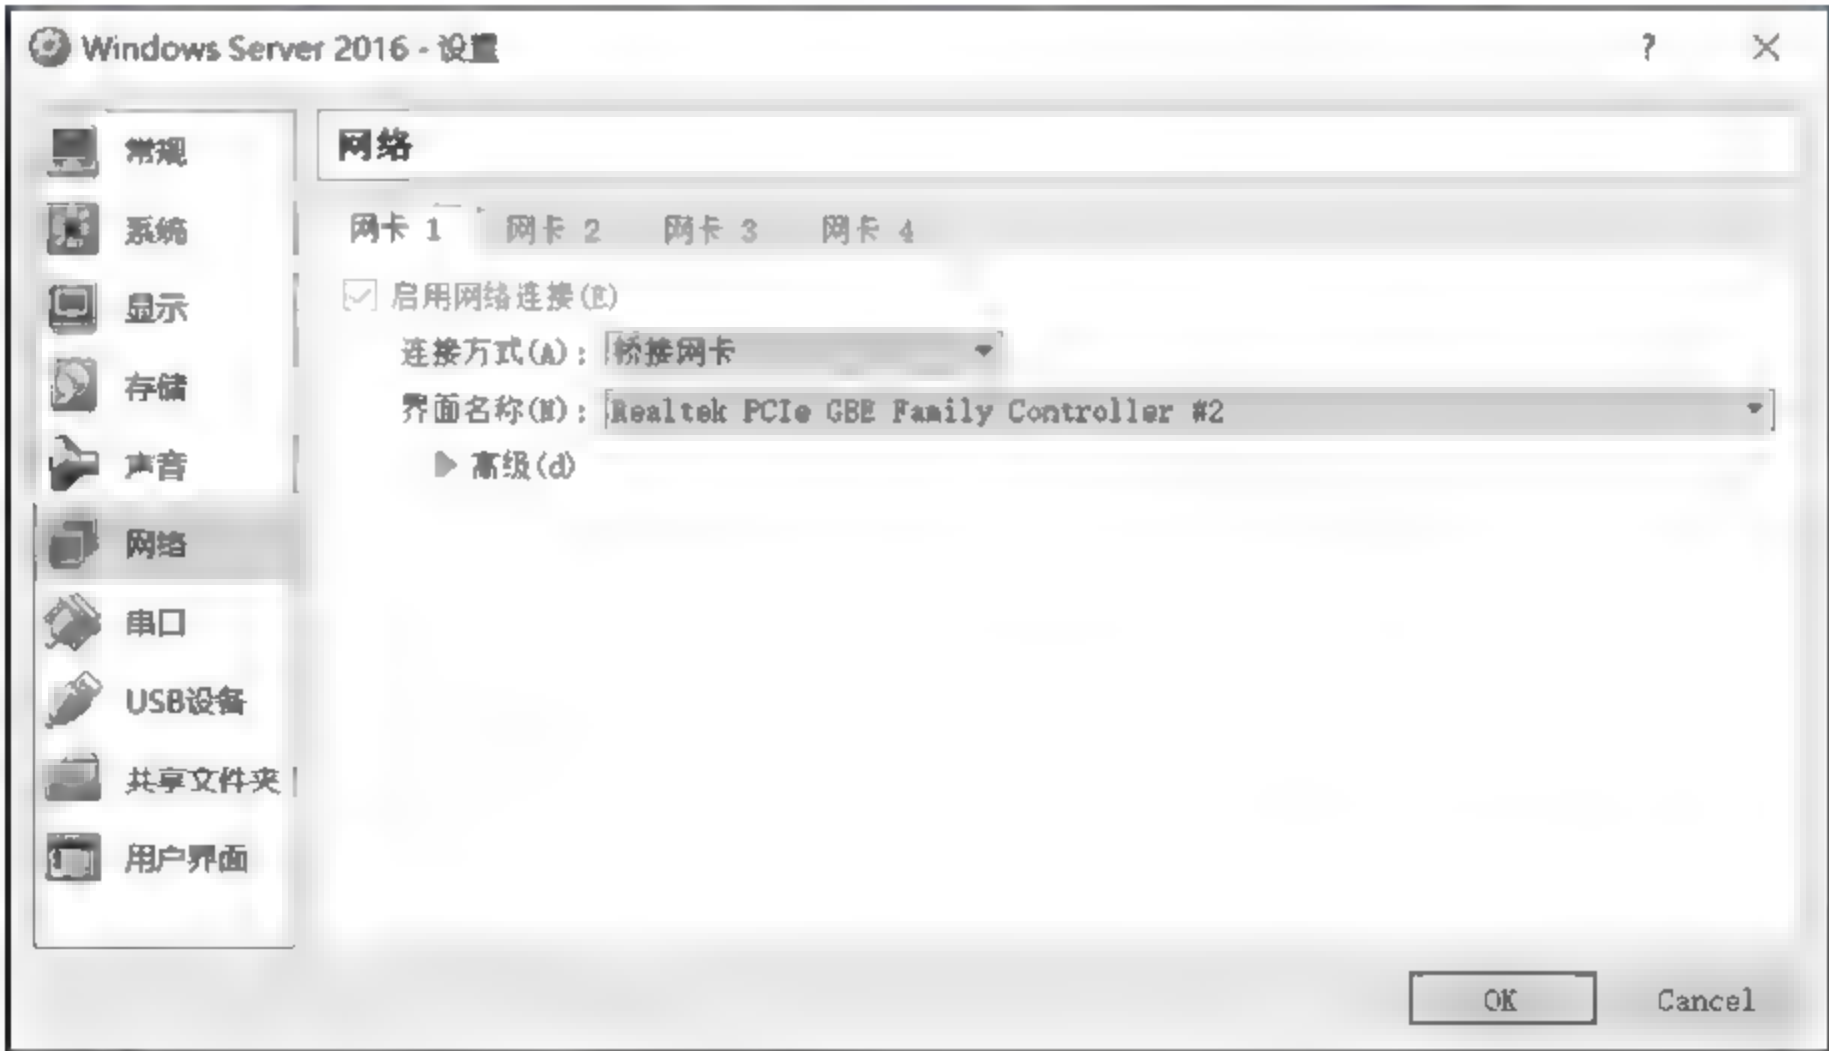 Windows Server 2016 - 设置
?
常规
系统
显示
存储
声音
网络
串口
USB设备
共享文件夹
用户界面
网络
网卡 1 网卡 2 网卡 3 网卡 4
启用网络连接(E)
连接方式(A): 桥接网卡
界面名称(N): Realtek PCIe GBE Family Controller #2
高级(d)
OK Cancel